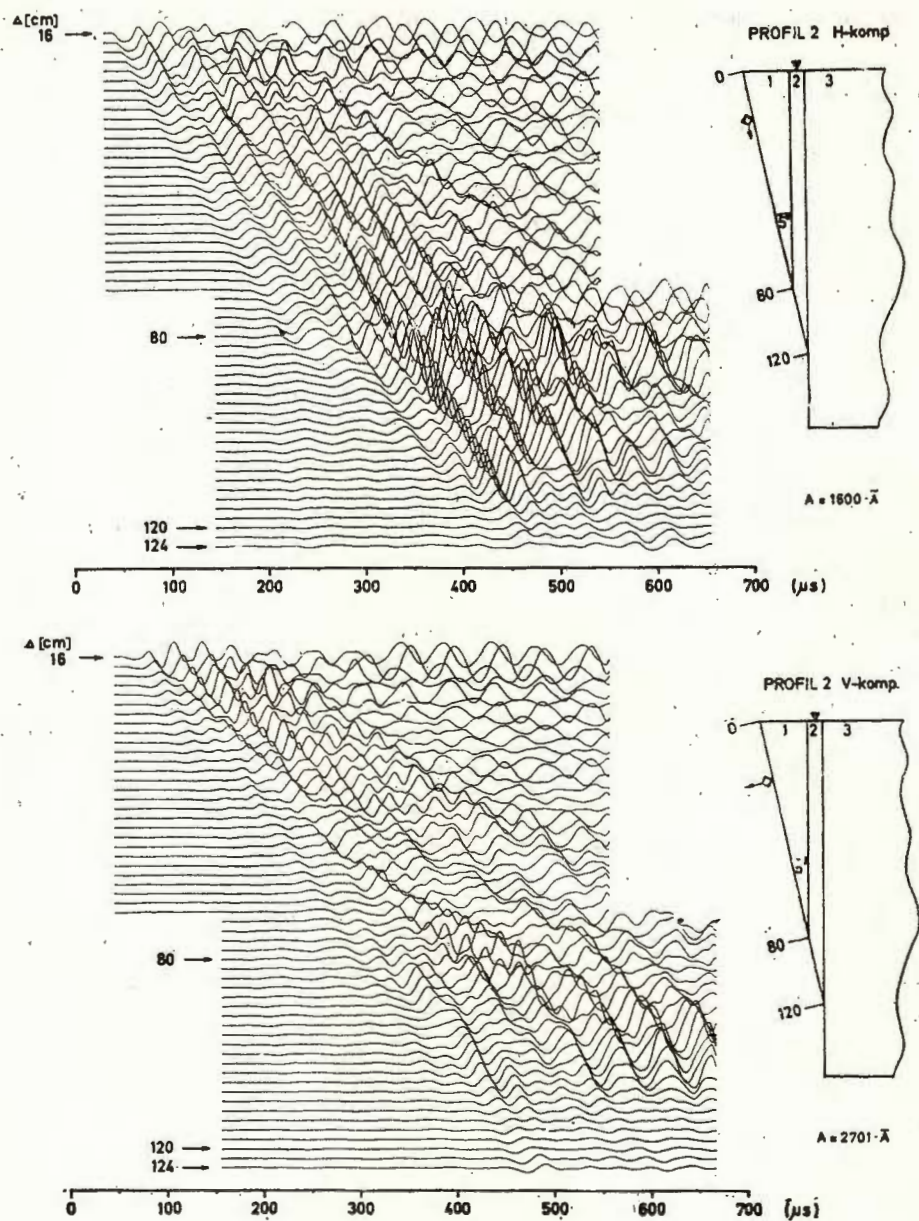 Δ [cm]
16
80
120
124
0 100 200 300 400 500 600 700 (μs)
PROFIL 2 H-komp
0 1 2 3
80
120
A = 1600·Ā
Δ [cm]
16
80
120
124
0 100 200 300 400 500 600 700 [μs]
PROFIL 2 V-komp.
0 1 2 3
80
120
A = 2701·Ā